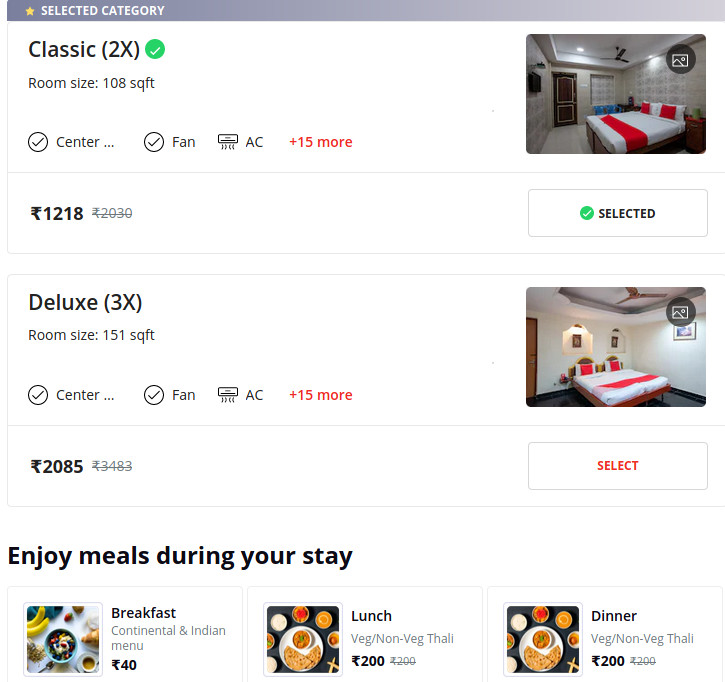 SELECTED CATEGORY
Classic (2X)
Room size: 108 sqft
Center ... Fan AC +15 more
₹1218 ₹2030 SELECTED
Deluxe (3X)
Room size: 151 sqft
Center ... Fan AC +15 more
₹2085 ₹3483 SELECT
Enjoy meals during your stay
Breakfast
Continental & Indian
menu
₹40
Lunch
Veg/Non-Veg Thali
₹200 ₹200
Dinner
Veg/Non-Veg Thali
₹200 ₹200